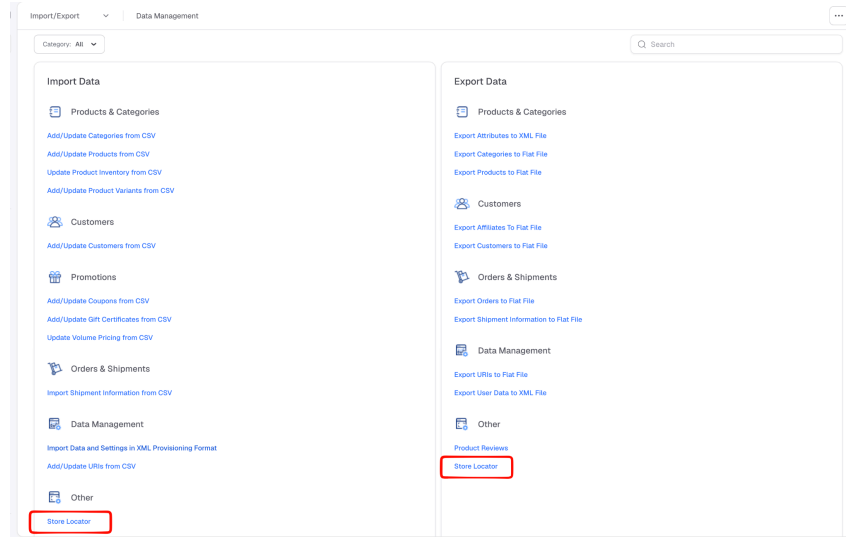 Import/Export
Data Management
Category: All
Search
Import Data
Products & Categories
Add/Update Categories from CSV
Add/Update Products from CSV
Update Product Inventory from CSV
Add/Update Product Variants from CSV
Customers
Add/Update Customers from CSV
Promotions
Add/Update Coupons from CSV
Add/Update Gift Certificates from CSV
Update Volume Pricing from CSV
Orders & Shipments
Import Shipment Information from CSV
Data Management
Import Data and Settings in XML Provisioning Format
Add/Update URIs from CSV
Other
Store Locator
Export Data
Products & Categories
Export Attributes to XML File
Export Categories to Flat File
Export Products to Flat File
Customers
Export Affiliates To Flat File
Export Customers to Flat File
Orders & Shipments
Export Orders to Flat File
Export Shipment Information to Flat File
Data Management
Export URIs to Flat File
Export User Data to XML File
Other
Product Reviews
Store Locator